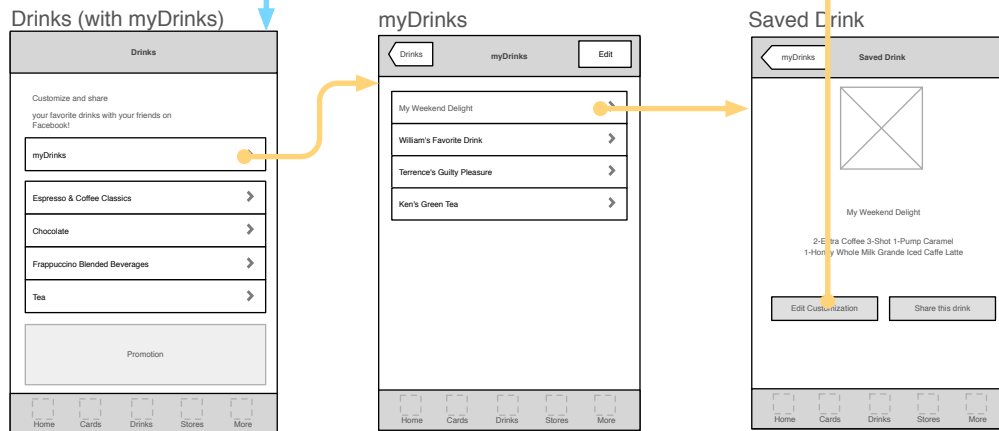 Drinks (with myDrinks)
Drinks
Customize and share
your favorite drinks with your friends on
Facebook!
myDrinks
Espresso & Coffee Classics
Chocolate
Frappuccino Blended Beverages
Tea
Promotion
Home Cards Drinks Stores More
myDrinks
Drinks
myDrinks
Edit
My Weekend Delight
William's Favorite Drink
Terrence's Guilty Pleasure
Ken's Green Tea
Home Cards Drinks Stores More
Saved Drink
myDrinks
Saved Drink
My Weekend Delight
2-Extra Coffee 3-Shot 1-Pump Caramel
1-Honey Whole Milk Grande Iced Caffe Latte
Edit Customization
Share this drink
Home Cards Drinks Stores More